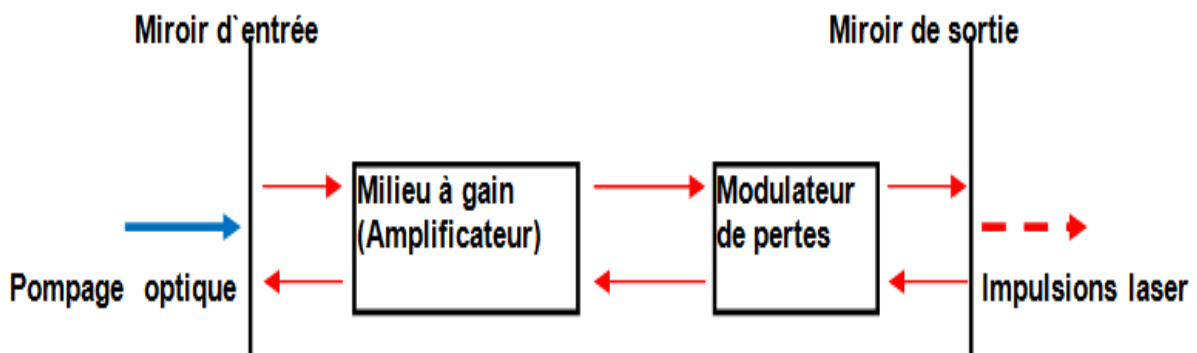 Miroir d`entrée
Miroir de sortie
Milieu à gain
(Amplificateur)
Modulateur
de pertes
Pompage optique
Impulsions laser